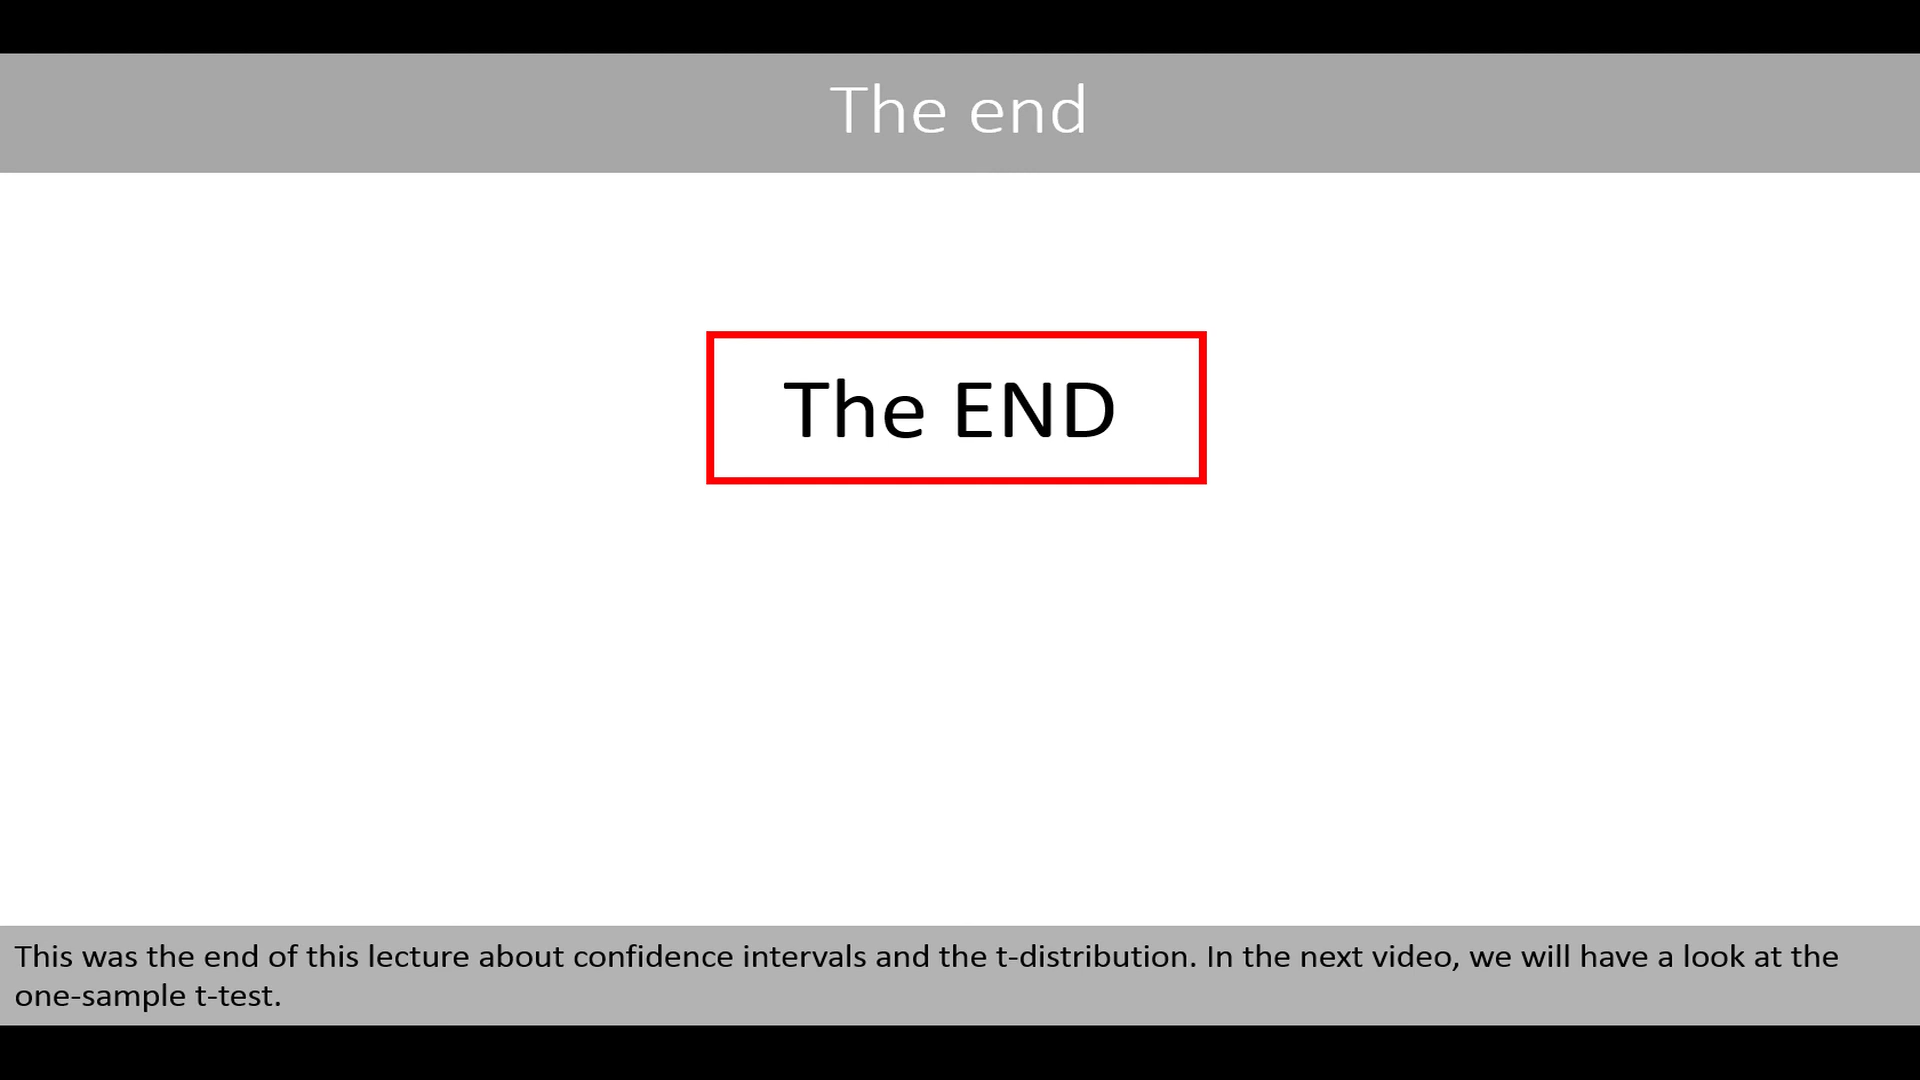 The end
The END
This was the end of this lecture about confidence intervals and the t-distribution. In the next video, we will have a look at the
one-sample t-test.